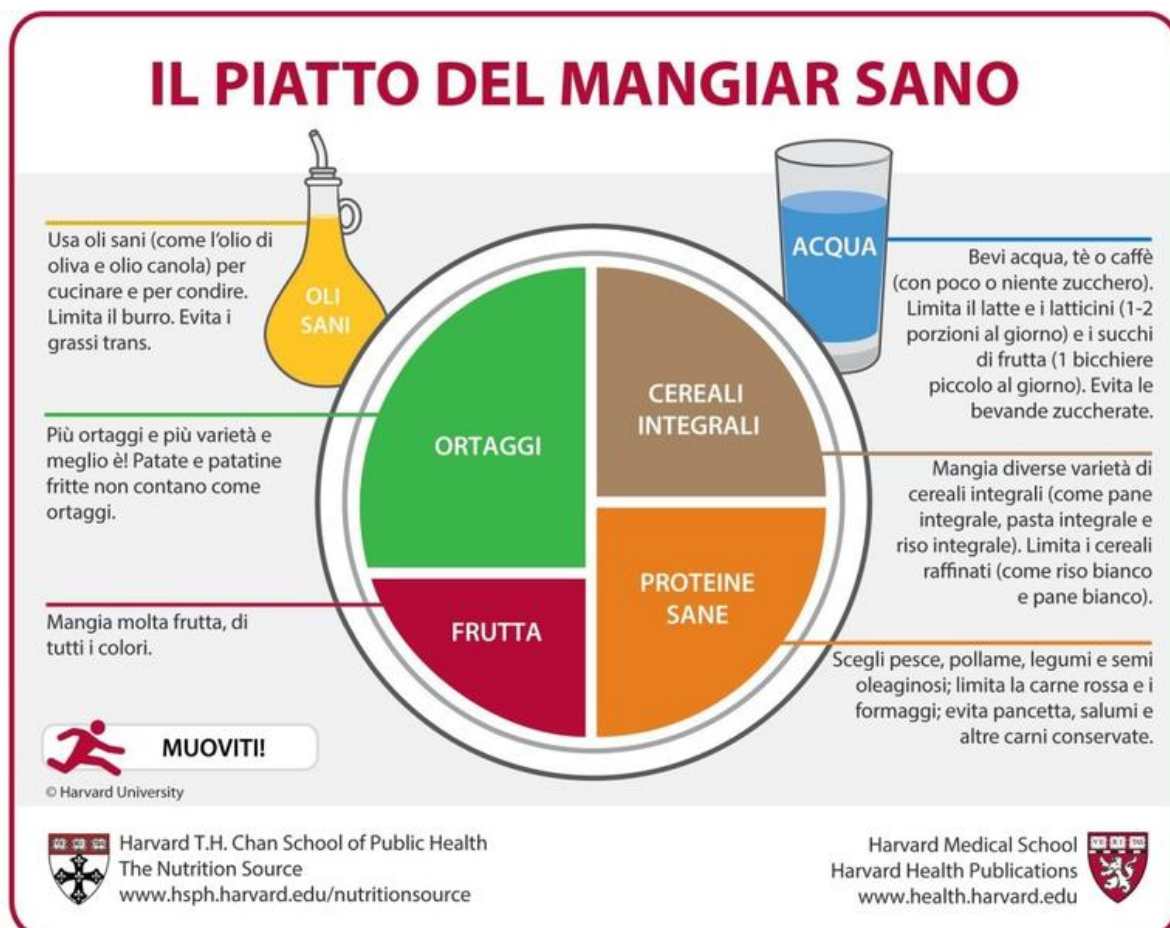 IL PIATTO DEL MANGIAR SANO
Usa oli sani (come l'olio di
oliva e olio canola) per
cucinare e per condire.
Limita il burro. Evita i
grassi trans.
OLI
SANI
ACQUA
Bevi acqua, tè o caffè
(con poco o niente zucchero).
Limita il latte e i latticini (1-2
porzioni al giorno) e i succhi
di frutta (1 bicchiere
piccolo al giorno). Evita le
bevande zuccherate.
Più ortaggi e più varietà e
meglio è! Patate e patatine
fritte non contano come
ortaggi.
ORTAGGI
CEREALI
INTEGRALI
Mangia diverse varietà di
cereali integrali (come pane
integrale, pasta integrale e
riso integrale). Limita i cereali
raffinati (come riso bianco
e pane bianco).
Mangia molta frutta, di
tutti i colori.
FRUTTA
PROTEINE
SANE
Scegli pesce, pollame, legumi e semi
oleaginosi; limita la carne rossa e i
formaggi; evita pancetta, salumi e
altre carni conservate.
MUOVITI!
© Harvard University
Harvard T.H. Chan School of Public Health
The Nutrition Source
www.hsph.harvard.edu/nutritionsource
Harvard Medical School
Harvard Health Publications
www.health.harvard.edu